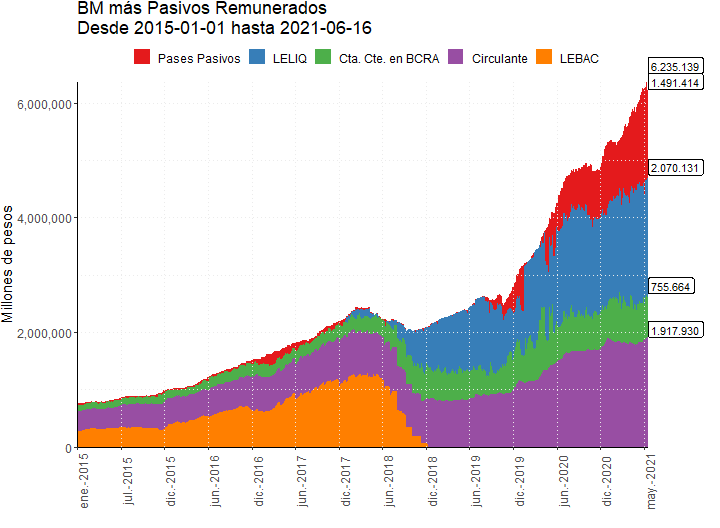 BM más Pasivos Remunerados
Desde 2015-01-01 hasta 2021-06-16
Pases Pasivos LELIQ Cta. Cte. en BCRA Circulante LEBAC
6.235.139
1.491.414
2.070.131
755.664
1.917.930
Millones de pesos
6,000,000
4,000,000
2,000,000
0
ene.-2015
jul.-2015
dic.-2015
jun.-2016
dic.-2016
jun.-2017
dic.-2017
jun.-2018
dic.-2018
jun.-2019
dic.-2019
jun.-2020
dic.-2020
may.-2021